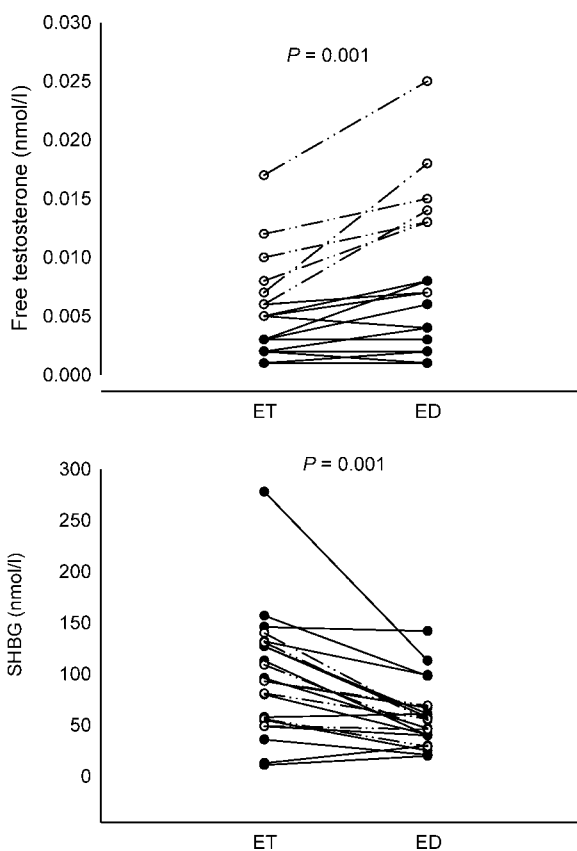 Free testosterone (nmol/l)
0.030
0.025
0.020
0.015
0.010
0.005
0.000
P = 0.001
ET ED
SHBG (nmol/l)
300
250
200
150
100
50
0
P = 0.001
ET ED